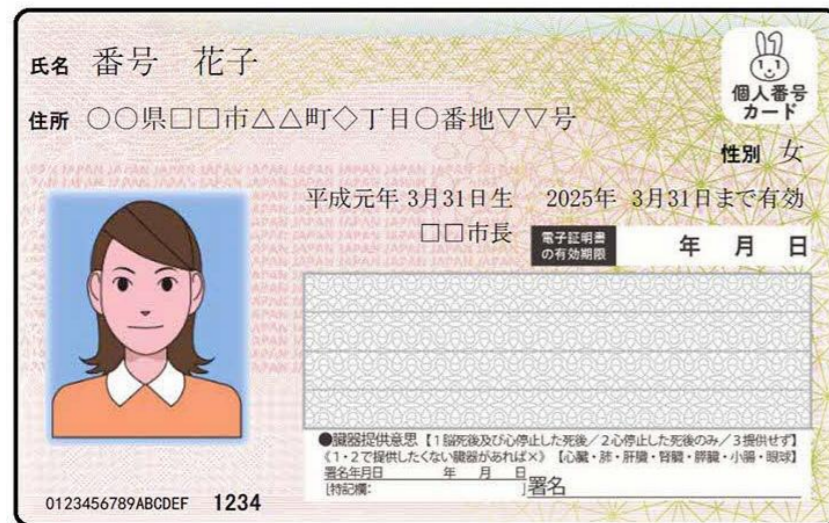 氏名 番号 花子
個人番号
カード
住所 〇〇県□□市△△町◇丁目〇番地▽▽号
性別 女
平成元年 3月31日生 2025年 3月31日まで有効
□□市長
電子証明書
の有効期限
年 月 日
●臓器提供意思【1脳死後及び心停止した死後/2心停止した死後のみ/3提供せず】
《1・2で提供したくない臓器があれば×》【心臓・肺・肝臓・腎臓・膵臓・小腸・眼球】
署名年月日 年 月 日
[特記欄: ]署名
0123456789ABCDEF 1234